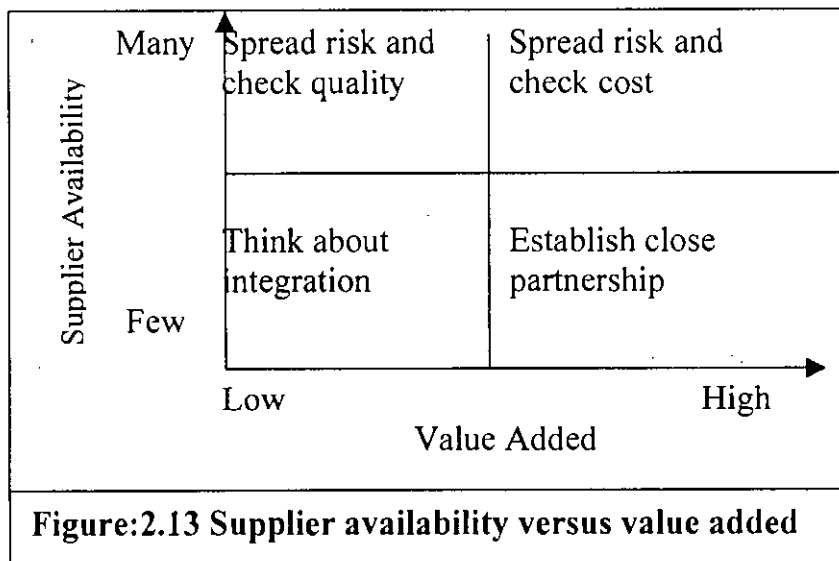 Many
Spread risk and
check quality
Spread risk and
check cost
Supplier Availability
Think about
integration
Establish close
partnership
Few
Low
High
Value Added
Figure:2.13 Supplier availability versus value added